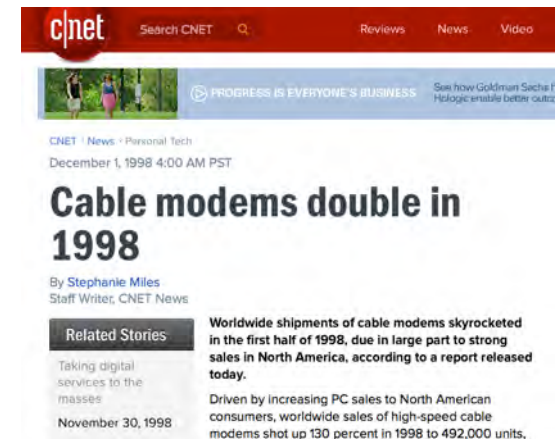 c|net Search CNET Reviews News Video
PROGRESS IS EVERYONE'S BUSINESS
See how Goldman Sachs
Hologic enable better
CNET News Personal Tech
December 1, 1998 4:00 AM PST
Cable modems double in
1998
By Stephanie Miles
Staff Writer, CNET News
Related Stories
Taking digital
services to the
masses
November 30, 1998
Worldwide shipments of cable modems skyrocketed
in the first half of 1998, due in large part to strong
sales in North America, according to a report released
today.
Driven by increasing PC sales to North American
consumers, worldwide sales of high-speed cable
modems shot up 130 percent in 1998 to 492,000 units,